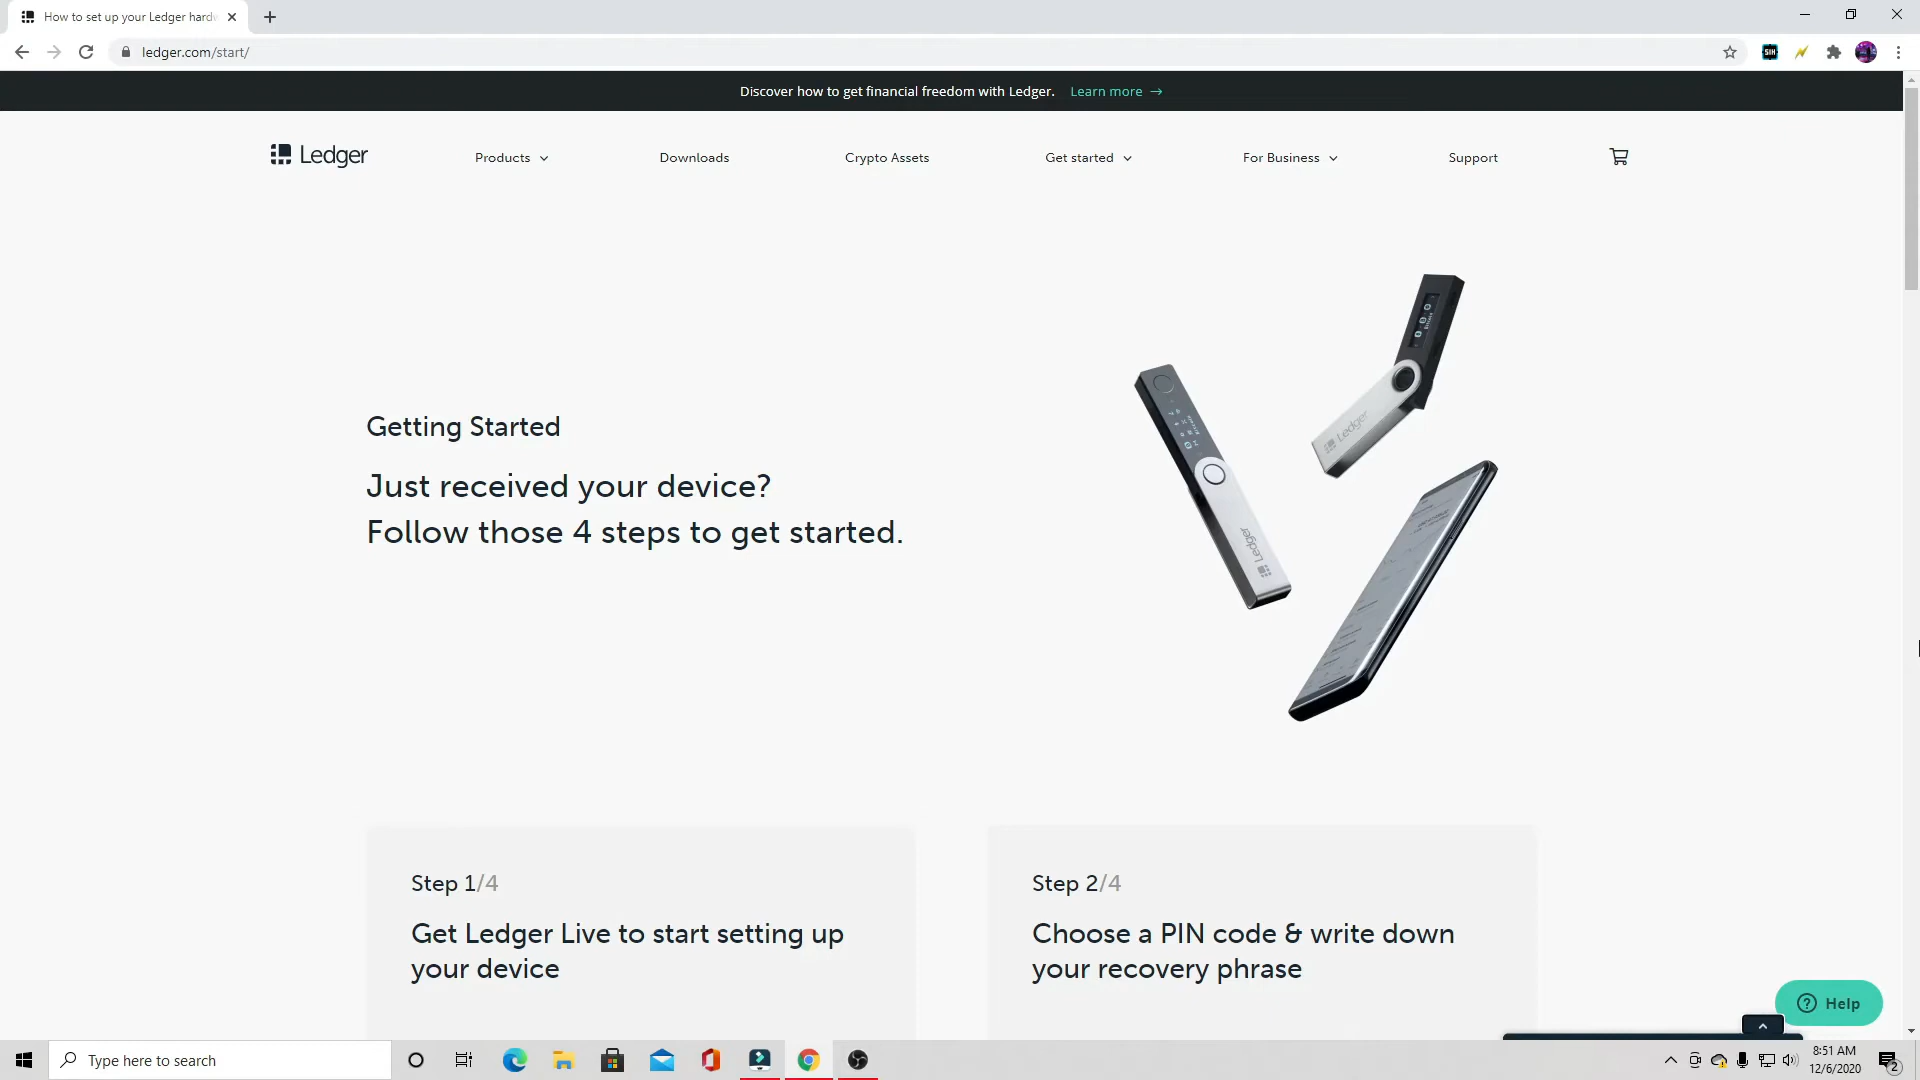 How to set up your Ledger hardw
ledger.com/start/
Discover how to get financial freedom with Ledger. Learn more →
Ledger
Products
Downloads
Crypto Assets
Get started
For Business
Support
Getting Started
Just received your device?
Follow those 4 steps to get started.
Ledger
Ledger
Step 1/4
Get Ledger Live to start setting up
your device
Step 2/4
Choose a PIN code & write down
your recovery phrase
Help
Type here to search
8:51 AM
12/6/2020
2